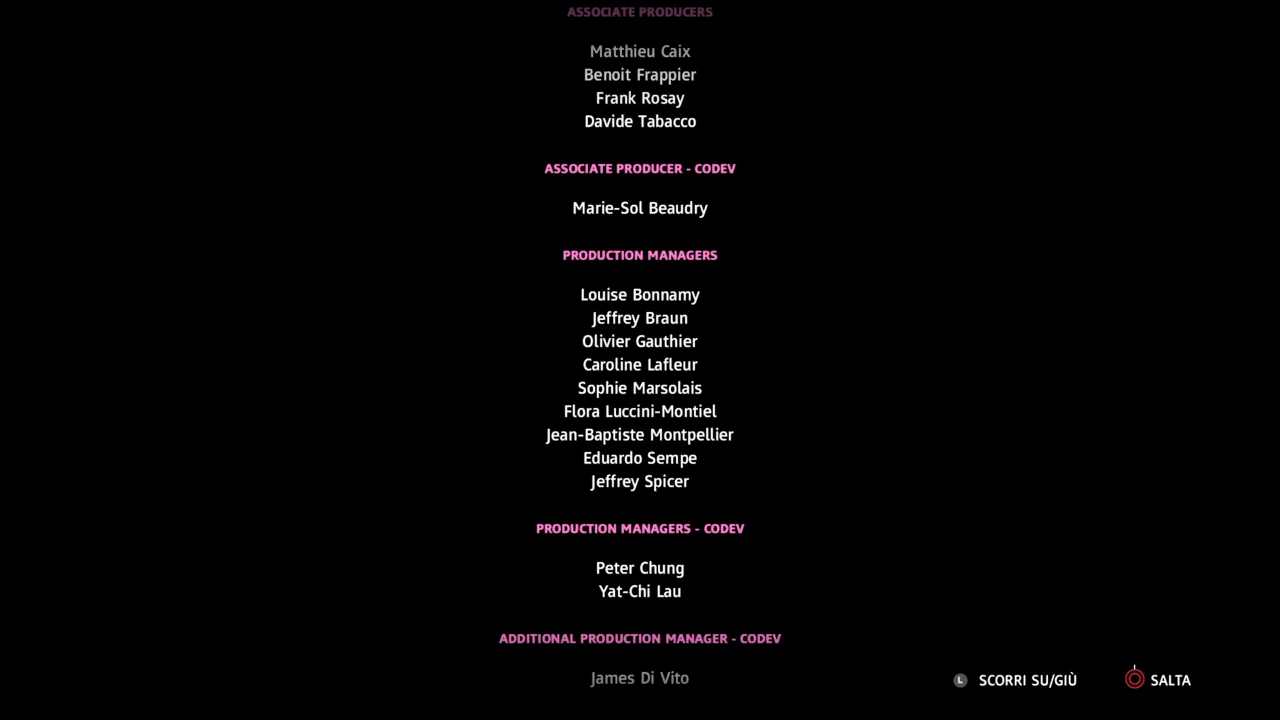 ASSOCIATE PRODUCERS
Matthieu Caix
Benoit Frappier
Frank Rosay
Davide Tabacco
ASSOCIATE PRODUCER - CODEV
Marie-Sol Beaudry
PRODUCTION MANAGERS
Louise Bonnamy
Jeffrey Braun
Olivier Gauthier
Caroline Lafleur
Sophie Marsolais
Flora Luccini-Montiel
Jean-Baptiste Montpellier
Eduardo Sempe
Jeffrey Spicer
PRODUCTION MANAGERS - CODEV
Peter Chung
Yat-Chi Lau
ADDITIONAL PRODUCTION MANAGER - CODEV
James Di Vito
L SCORRI SU/GIÙ SALTA